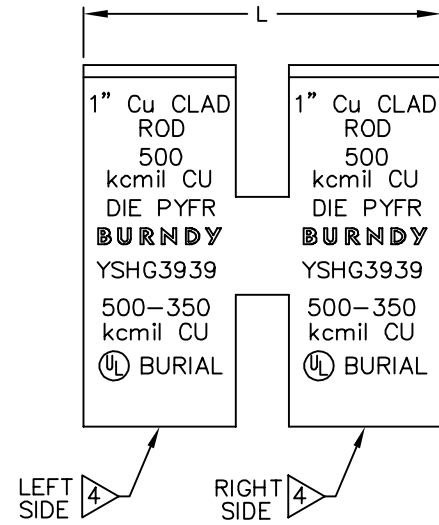 L
1" Cu CLAD
ROD
500
kcmil CU
DIE PYFR
BURNDY
YSHG3939
500-350
kcmil CU
UL BURIAL
1" Cu CLAD
ROD
500
kcmil CU
DIE PYFR
BURNDY
YSHG3939
500-350
kcmil CU
UL BURIAL
LEFT
SIDE
4
RIGHT
SIDE
4